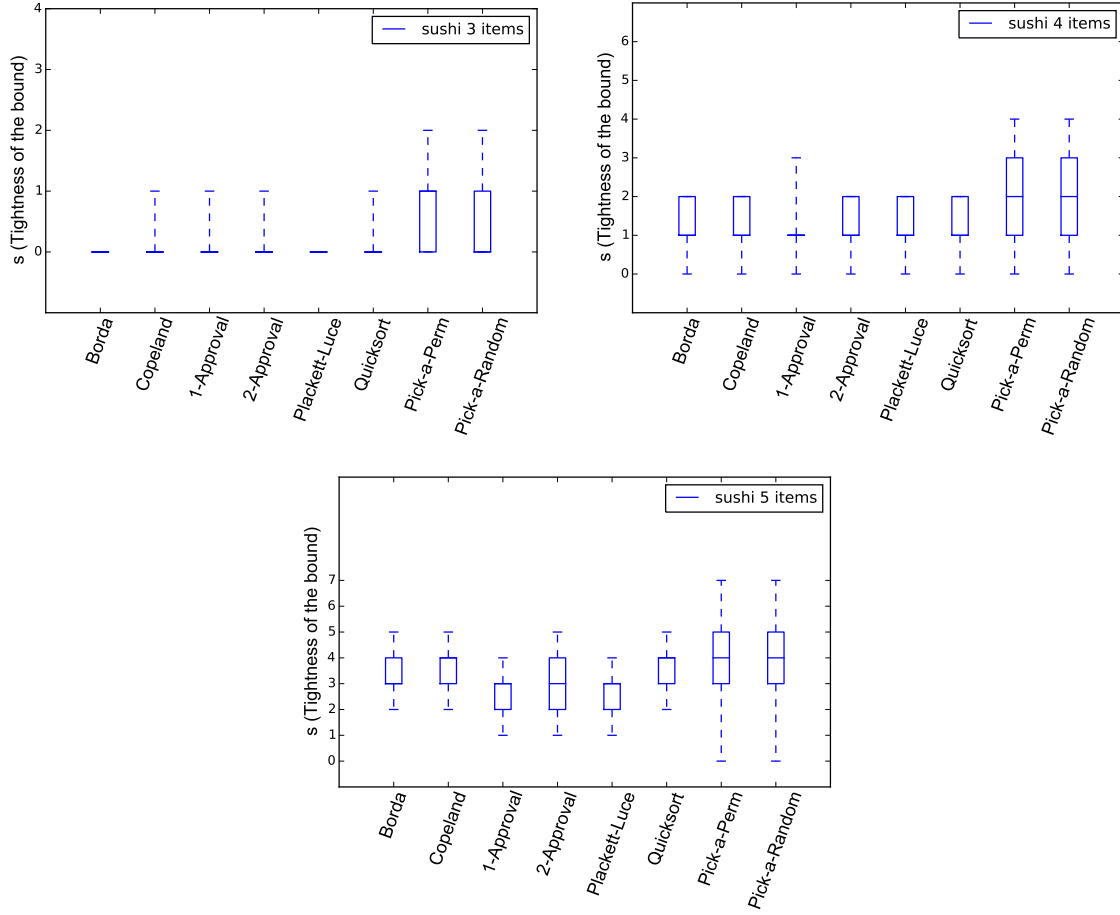 4
3
2
1
0
s (Tightness of the bound)
sushi 3 items
Borda
Copeland
1-Approval
2-Approval
Plackett-Luce
Quicksort
Pick-a-Perm
Pick-a-Random
6
5
4
3
2
1
0
s (Tightness of the bound)
sushi 4 items
Borda
Copeland
1-Approval
2-Approval
Plackett-Luce
Quicksort
Pick-a-Perm
Pick-a-Random
7
6
5
4
3
2
1
0
s (Tightness of the bound)
sushi 5 items
Borda
Copeland
1-Approval
2-Approval
Plackett-Luce
Quicksort
Pick-a-Perm
Pick-a-Random